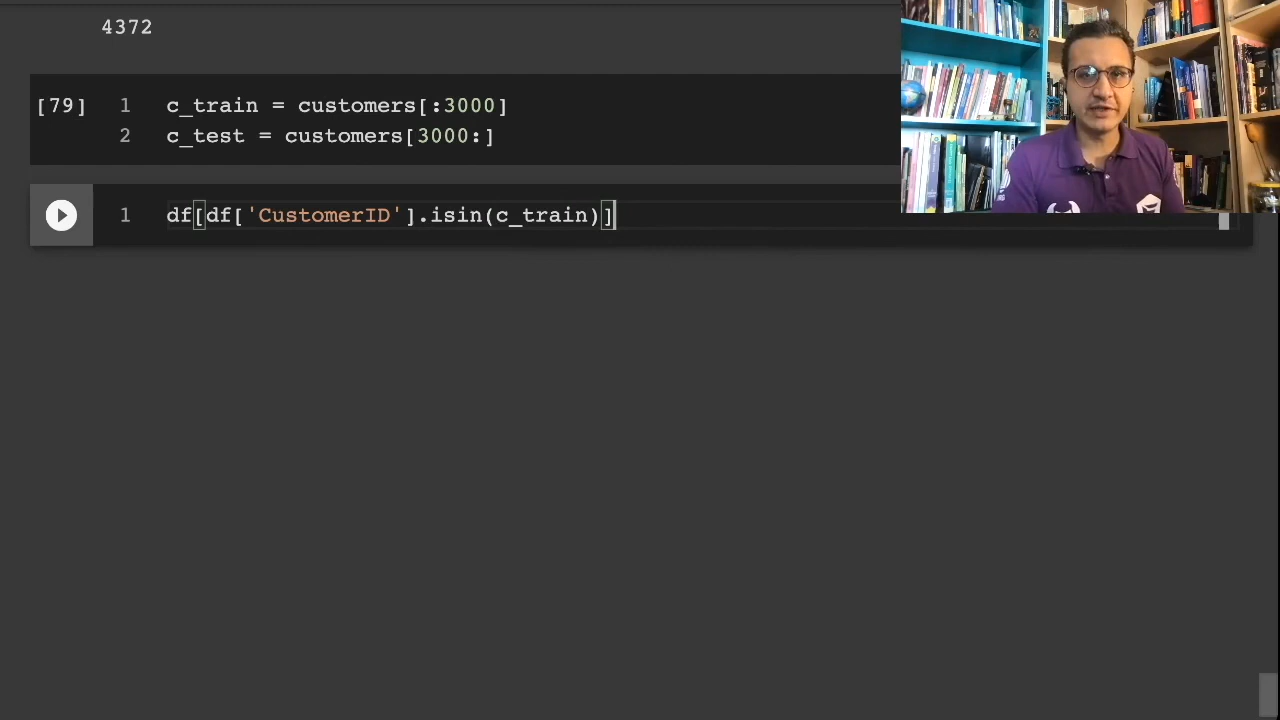 4372
[79] 1 c_train = customers[:3000]
2 c_test = customers[3000:]
1 df[df['CustomerID'].isin(c_train)]